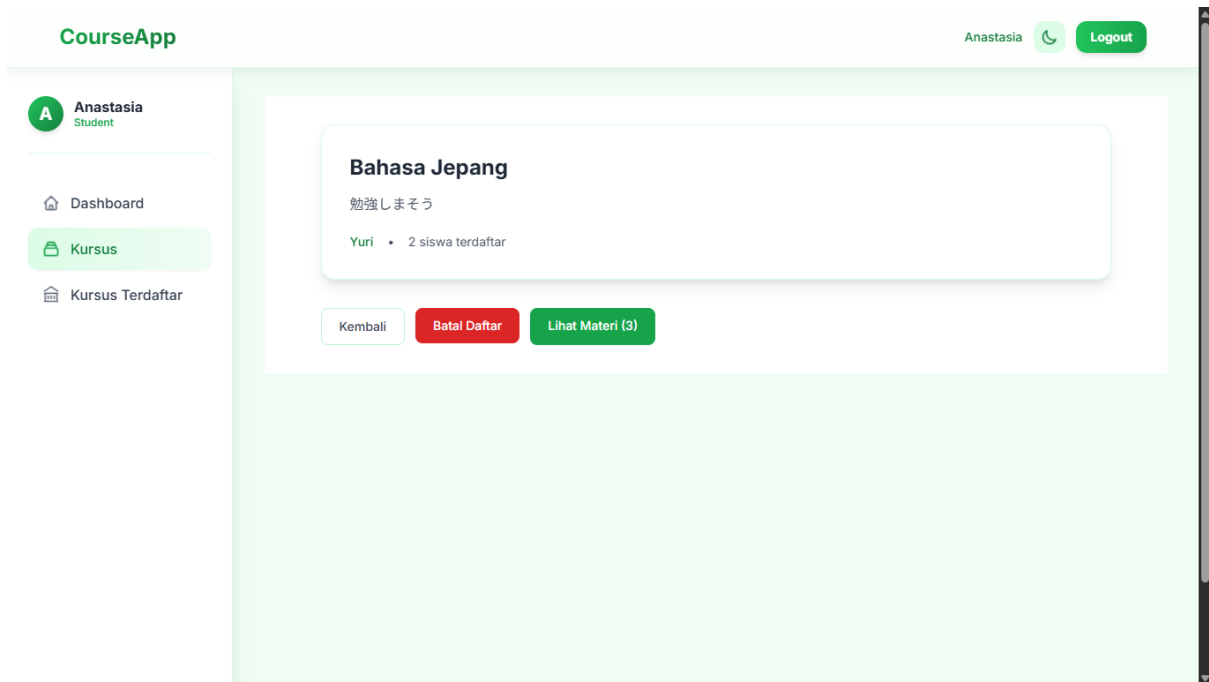 CourseApp
Anastasia
Logout
A
Anastasia
Student
Dashboard
Kursus
Kursus Terdaftar
Bahasa Jepang
勉強しまそう
Yuri • 2 siswa terdaftar
Kembali
Batal Daftar
Lihat Materi (3)